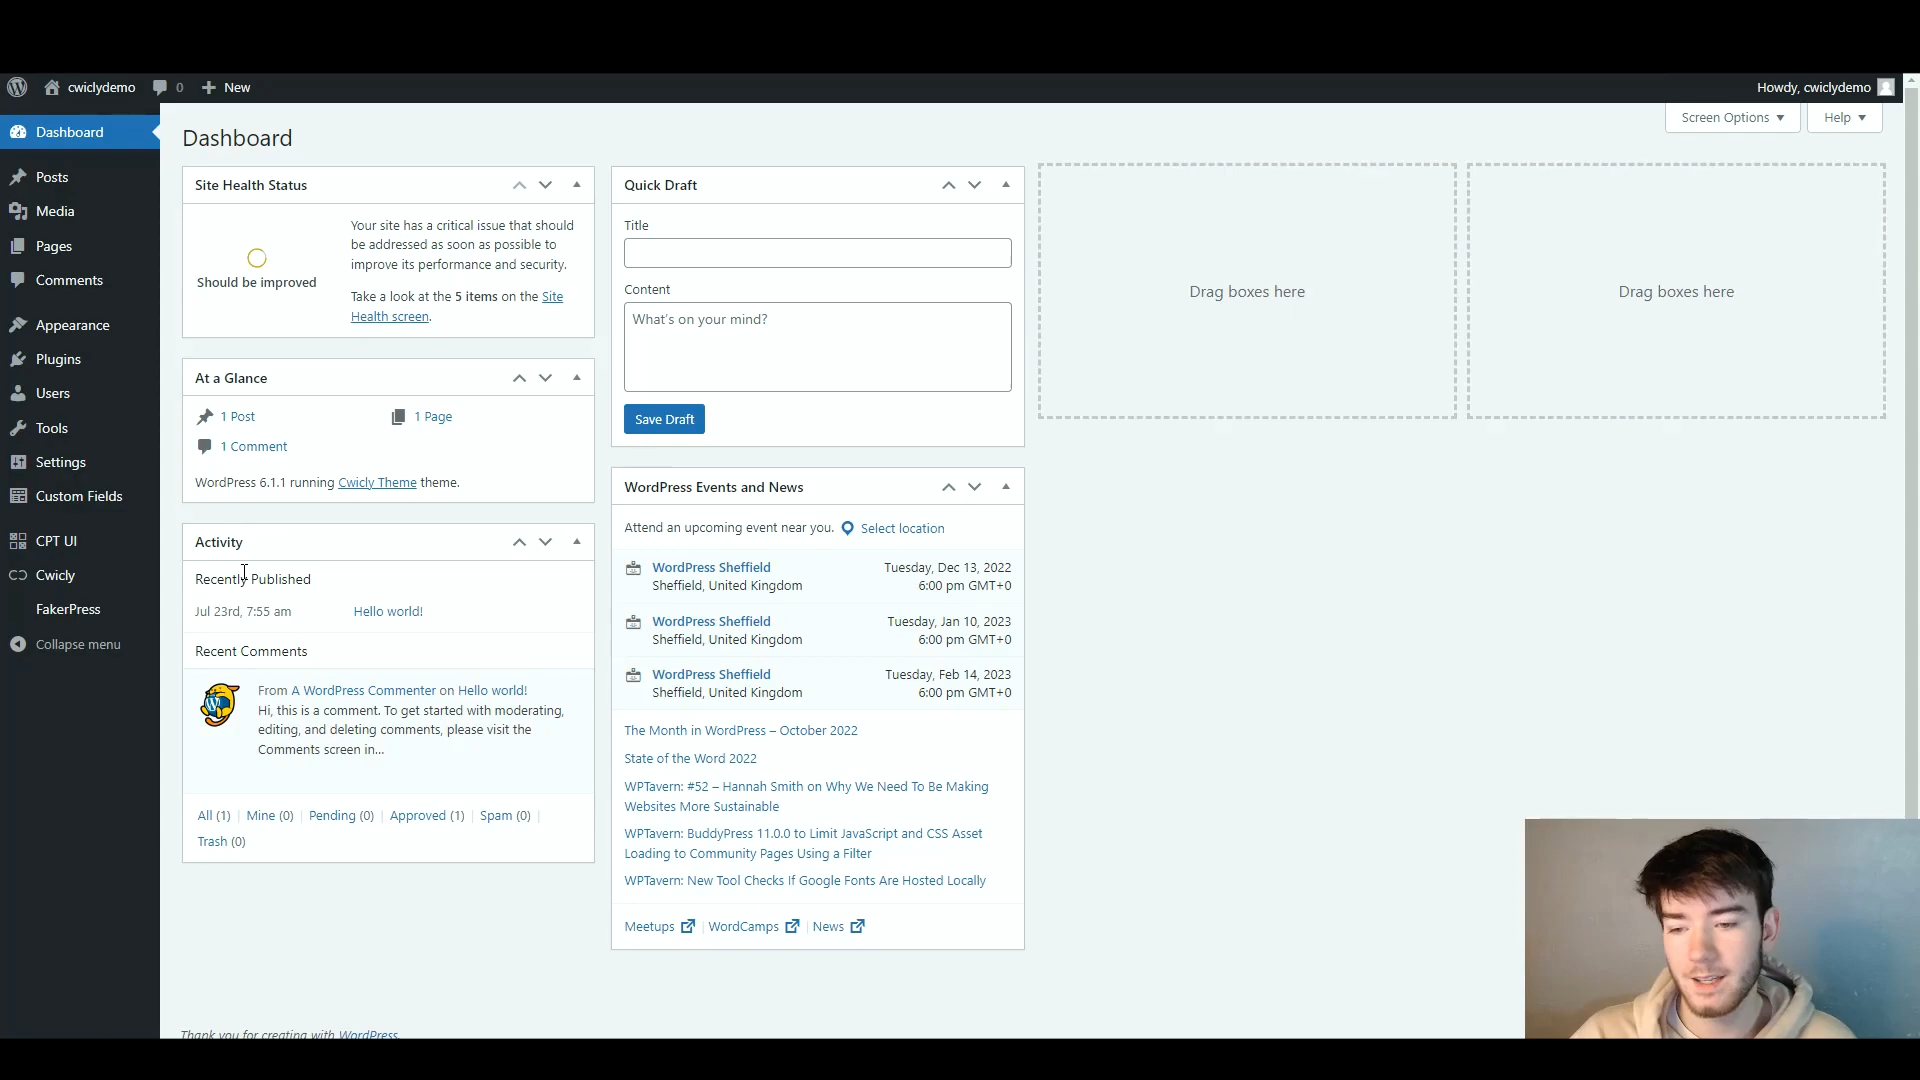 cwiclydemo 0 New Howdy, cwiclydemo
Screen Options Help
Dashboard
Posts
Media
Pages
Comments
Appearance
Plugins
Users
Tools
Settings
Custom Fields
CPT UI
Cwicly
FakerPress
Collapse menu
Dashboard
Site Health Status
Should be improved
Your site has a critical issue that should
be addressed as soon as possible to
improve its performance and security.
Take a look at the 5 items on the Site
Health screen.
At a Glance
1 Post 1 Page
1 Comment
WordPress 6.1.1 running Cwicly Theme theme.
Activity
Recently Published
Jul 23rd, 7:55 am Hello world!
Recent Comments
From A WordPress Commenter on Hello world!
Hi, this is a comment. To get started with moderating,
editing, and deleting comments, please visit the
Comments screen in…
All (1) | Mine (0) | Pending (0) | Approved (1) | Spam (0) |
Trash (0)
Quick Draft
Title
Content
What's on your mind?
Save Draft
WordPress Events and News
Attend an upcoming event near you. Select location
WordPress Sheffield Tuesday, Dec 13, 2022
Sheffield, United Kingdom 6:00 pm GMT+0
WordPress Sheffield Tuesday, Jan 10, 2023
Sheffield, United Kingdom 6:00 pm GMT+0
WordPress Sheffield Tuesday, Feb 14, 2023
Sheffield, United Kingdom 6:00 pm GMT+0
The Month in WordPress – October 2022
State of the Word 2022
WPTavern: #52 – Hannah Smith on Why We Need To Be Making
Websites More Sustainable
WPTavern: BuddyPress 11.0.0 to Limit JavaScript and CSS Asset
Loading to Community Pages Using a Filter
WPTavern: New Tool Checks If Google Fonts Are Hosted Locally
Meetups | WordCamps | News
Drag boxes here
Drag boxes here
Thank you for creating with WordPress.